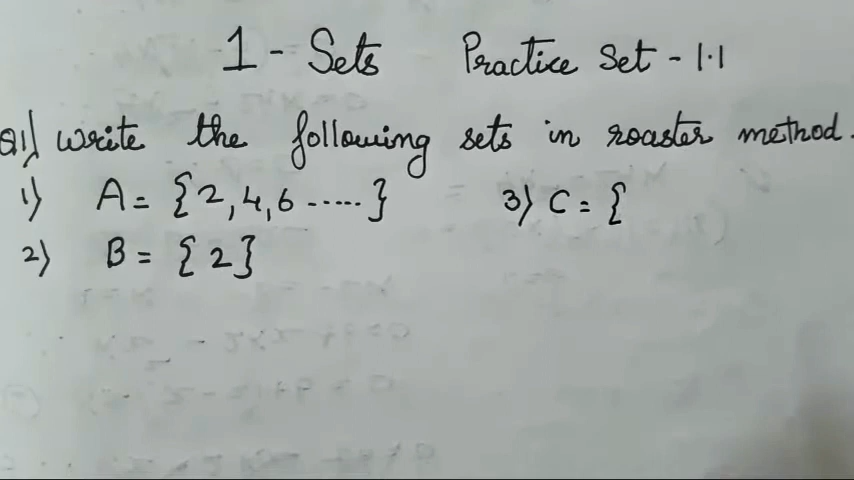 1 - Sets Practice Set - 1.1
Q1) Write the following sets in roaster method.
1) A = {2, 4, 6 ..... } 3) C = {
2) B = { 2 }